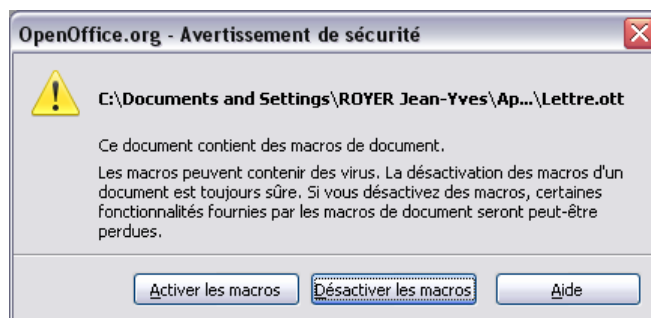 OpenOffice.org - Avertissement de sécurité
C:\Documents and Settings\ROYER Jean-Yves\Ap...\Lettre.ott
Ce document contient des macros de document.
Les macros peuvent contenir des virus. La désactivation des macros d'un
document est toujours sûre. Si vous désactivez des macros, certaines
fonctionnalités fournies par les macros de document seront peut-être
perdues.
Activer les macros Désactiver les macros Aide